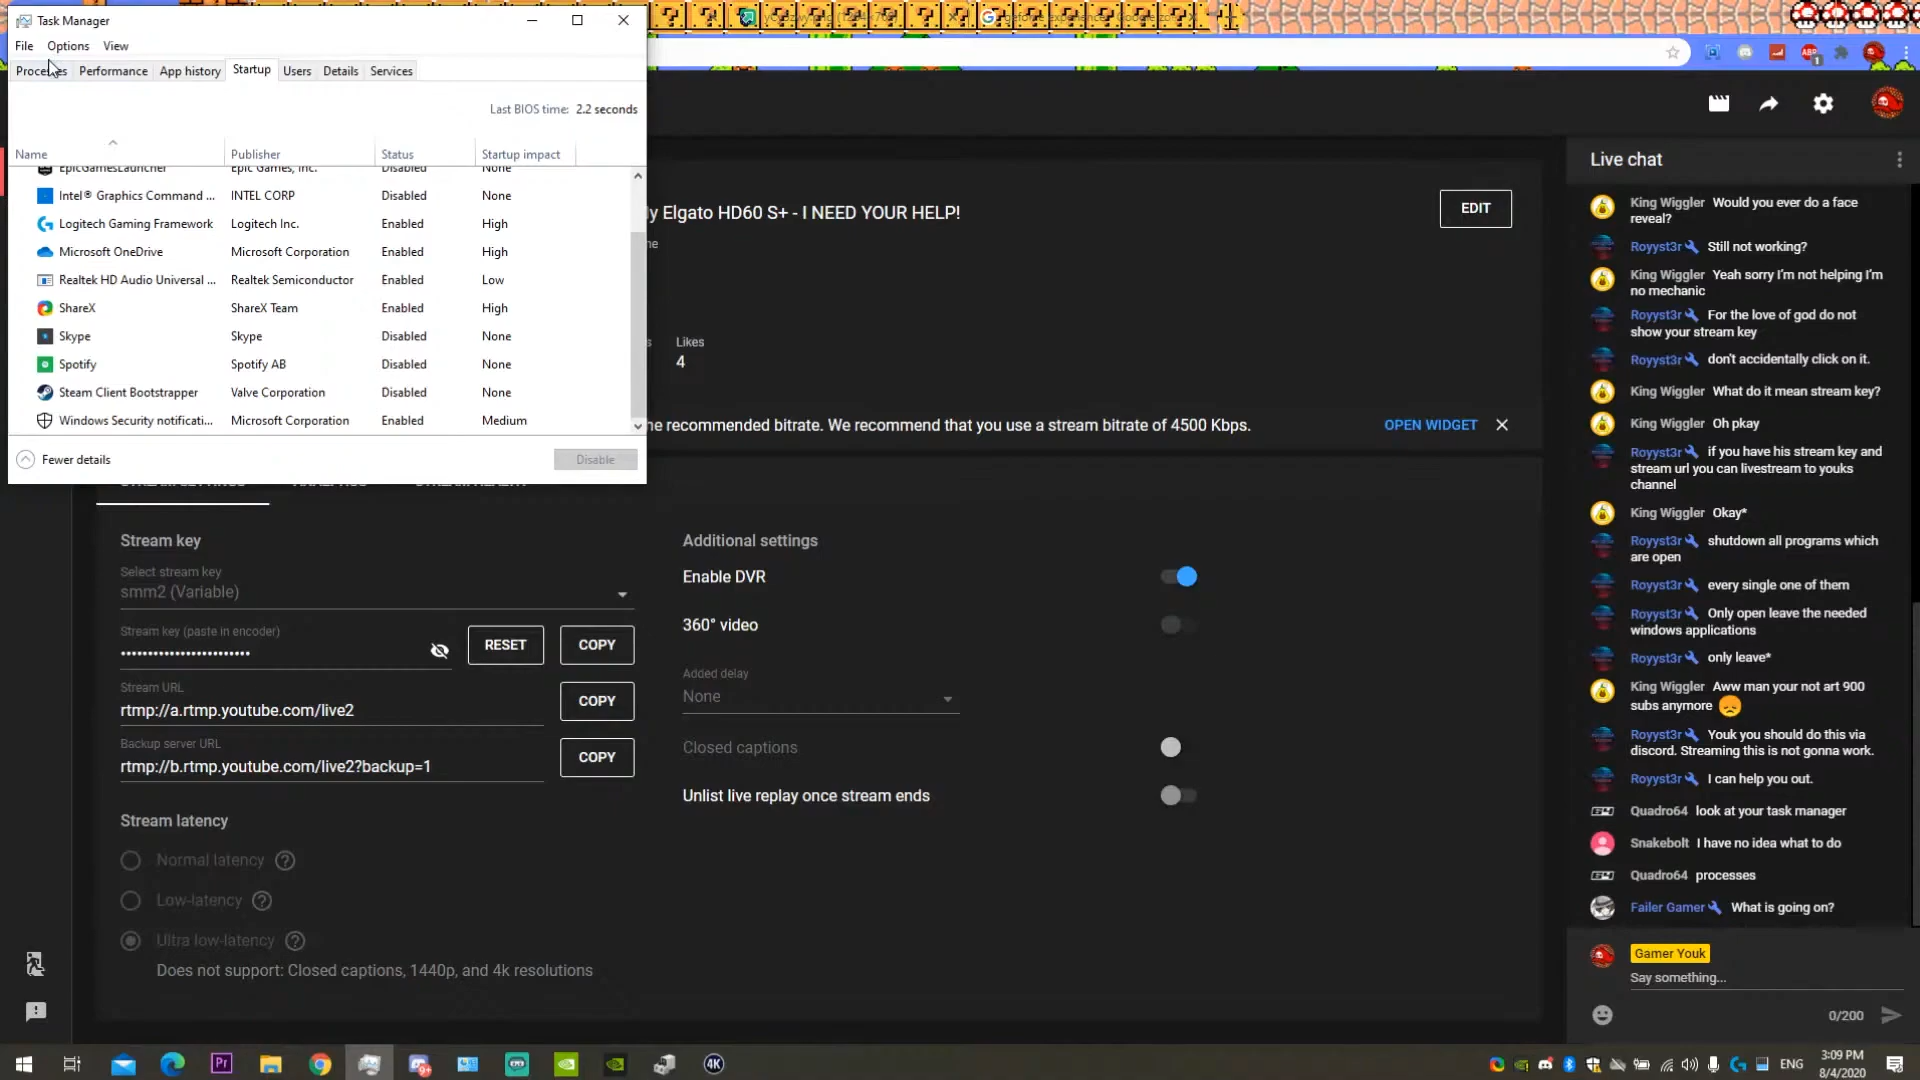 Task Manager
File Options View
Processes Performance App history Startup Users Details Services
Last BIOS time: 2.2 seconds
Name Publisher Status Startup impact
EpicGamesLauncher Epic Games, Inc. Disabled None
Intel® Graphics Command ... INTEL CORP Disabled None
Logitech Gaming Framework Logitech Inc. Enabled High
Microsoft OneDrive Microsoft Corporation Enabled High
Realtek HD Audio Universal ... Realtek Semiconductor Enabled Low
ShareX ShareX Team Enabled High
Skype Skype Disabled None
Spotify Spotify AB Disabled None
Steam Client Bootstrapper Valve Corporation Disabled None
Windows Security notificati... Microsoft Corporation Enabled Medium
Fewer details Disable
ly Elgato HD60 S+ - I NEED YOUR HELP!
EDIT
ne
s Likes
4
he recommended bitrate. We recommend that you use a stream bitrate of 4500 Kbps.
OPEN WIDGET
Stream key
Select stream key
smm2 (Variable)
Stream key (paste in encoder)
••••••••••••••••••••••••
RESET COPY
Stream URL
rtmp://a.rtmp.youtube.com/live2
COPY
Backup server URL
rtmp://b.rtmp.youtube.com/live2?backup=1
COPY
Stream latency
Normal latency
Low-latency
Ultra low-latency
Does not support: Closed captions, 1440p, and 4k resolutions
Additional settings
Enable DVR
360° video
Added delay
None
Closed captions
Unlist live replay once stream ends
Live chat
King Wiggler Would you ever do a face
reveal?
Royyst3r Still not working?
King Wiggler Yeah sorry I'm not helping I'm
no mechanic
Royyst3r For the love of god do not
show your stream key
Royyst3r don't accidentally click on it.
King Wiggler What do it mean stream key?
King Wiggler Oh pkay
Royyst3r if you have his stream key and
stream url you can livestream to youks
channel
King Wiggler Okay*
Royyst3r shutdown all programs which
are open
Royyst3r every single one of them
Royyst3r Only open leave the needed
windows applications
Royyst3r only leave*
King Wiggler Aww man your not art 900
subs anymore
Royyst3r Youk you should do this via
discord. Streaming this is not gonna work.
Royyst3r I can help you out.
Quadro64 look at your task manager
Snakebolt I have no idea what to do
Quadro64 processes
Failer Gamer What is going on?
Gamer Youk
Say something...
0/200
ABP
1
Pr
4K
ENG
3:09 PM
8/4/2020